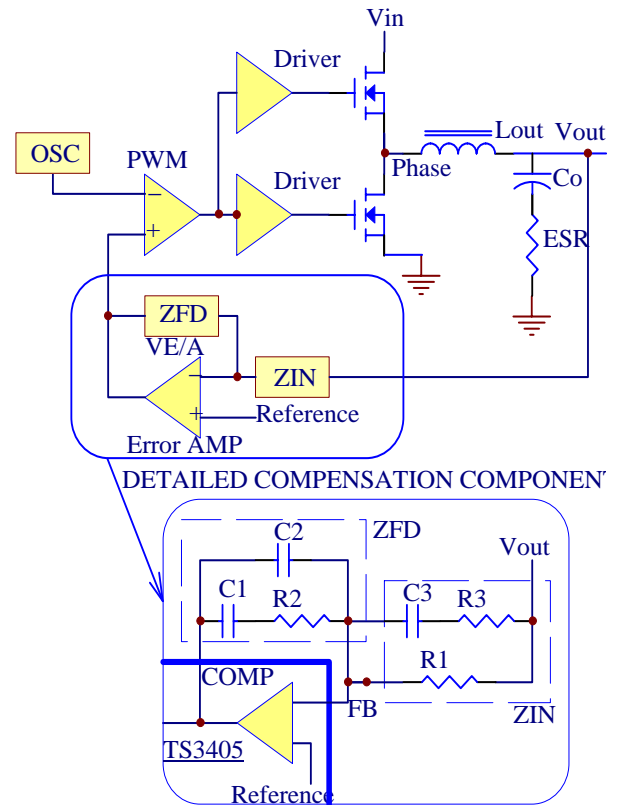 Vin
Driver
Lout
Vout
OSC
PWM
Phase
Driver
Co
ESR
−
+
ZFD
VE/A
ZIN
−
+
Reference
Error AMP
DETAILED COMPENSATION COMPONENT
ZFD
C2
Vout
C1
R2
C3
R3
R1
COMP
FB
ZIN
TS3405
Reference